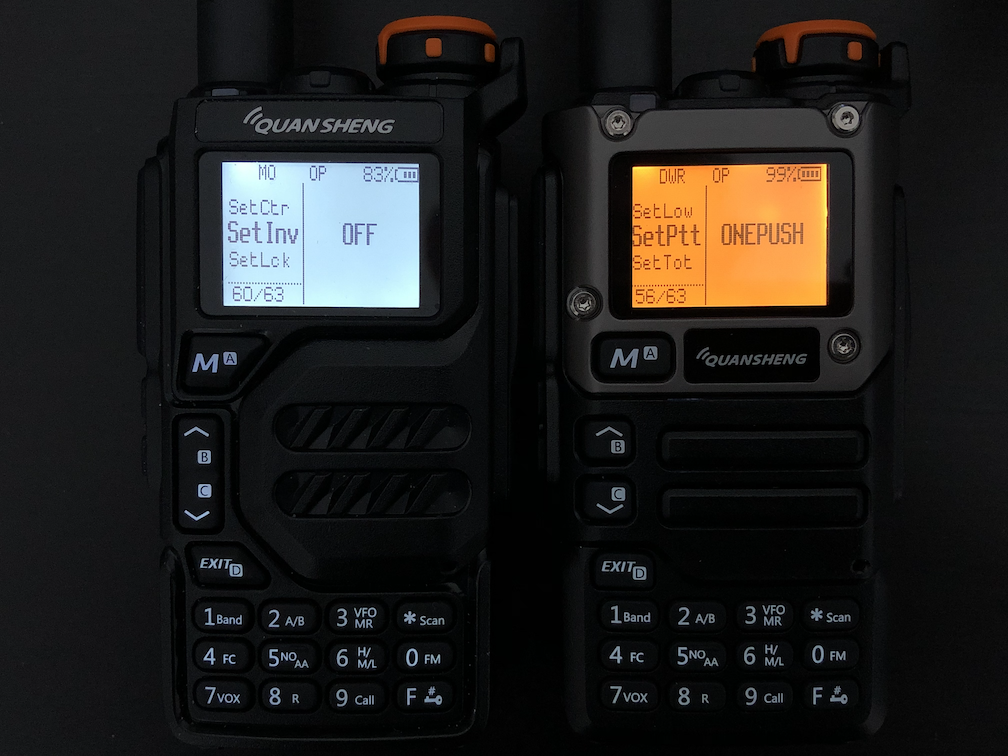 QUANSHENG
MO OP 83%
SetCtr
SetInv OFF
SetLck
60/63
M A
B
C
EXIT D
1 Band 2 A/B 3 VFO MR * Scan
4 FC 5 NO AA 6 H/ M/L 0 FM
7 VOX 8 R 9 Call F #
DWR OP 99%
SetLow
SetPtt ONEPUSH
SetTot
56/63
M A QUANSHENG
B
C
EXIT D
1 Band 2 A/B 3 VFO MR * Scan
4 FC 5 NO AA 6 H/ M/L 0 FM
7 VOX 8 R 9 Call F #